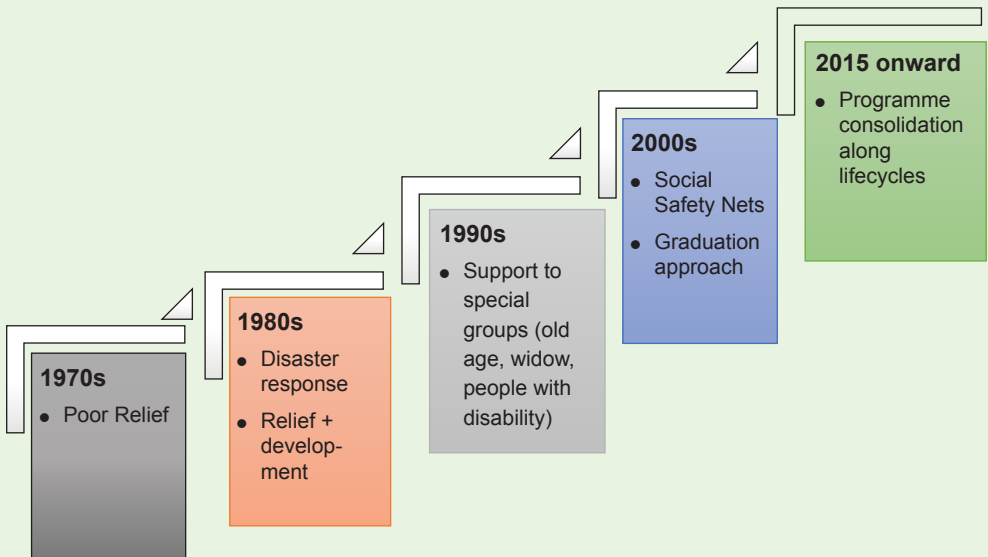 1970s
● Poor Relief
1980s
● Disaster
response
● Relief +
develop-
ment
1990s
● Support to
special
groups (old
age, widow,
people with
disability)
2000s
● Social
Safety Nets
● Graduation
approach
2015 onward
● Programme
consolidation
along
lifecycles